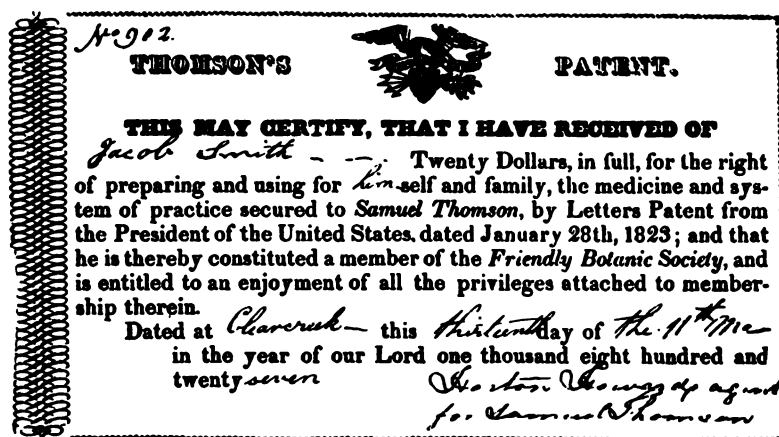 No 902.
THOMSON'S PATENT.
THIS MAY CERTIFY, THAT I HAVE RECEIVED OF
Jacob Smith - - . Twenty Dollars, in full, for the right
of preparing and using for him-self and family, the medicine and sys-
tem of practice secured to Samuel Thomson, by Letters Patent from
the President of the United States, dated January 28th, 1823; and that
he is thereby constituted a member of the Friendly Botanic Society, and
is entitled to an enjoyment of all the privileges attached to member-
ship therein.
Dated at Clearcreek this thirteenth day of the 11th Mo
in the year of our Lord one thousand eight hundred and
twenty seven Horton Howard agent
for Samuel Thomson